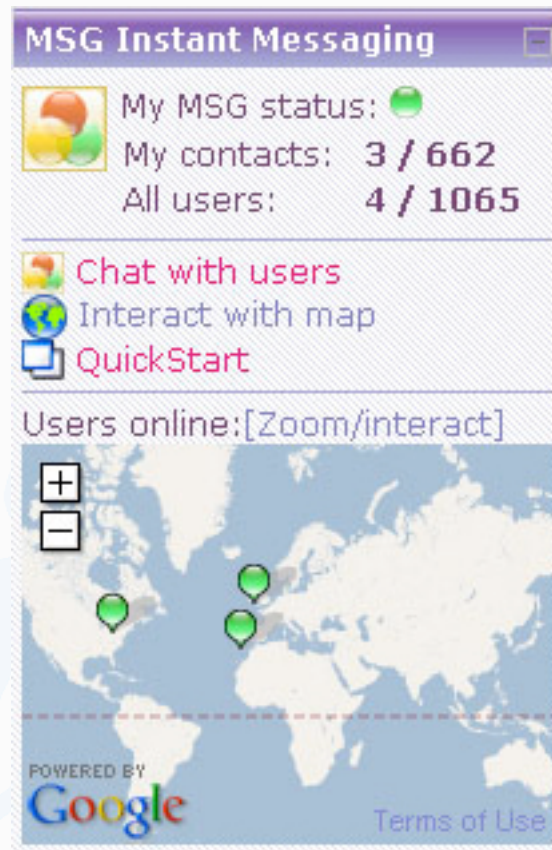 MSG Instant Messaging
My MSG status:
My contacts: 3 / 662
All users: 4 / 1065
Chat with users
Interact with map
QuickStart
Users online:[Zoom/interact]
POWERED BY
Google
Terms of Use